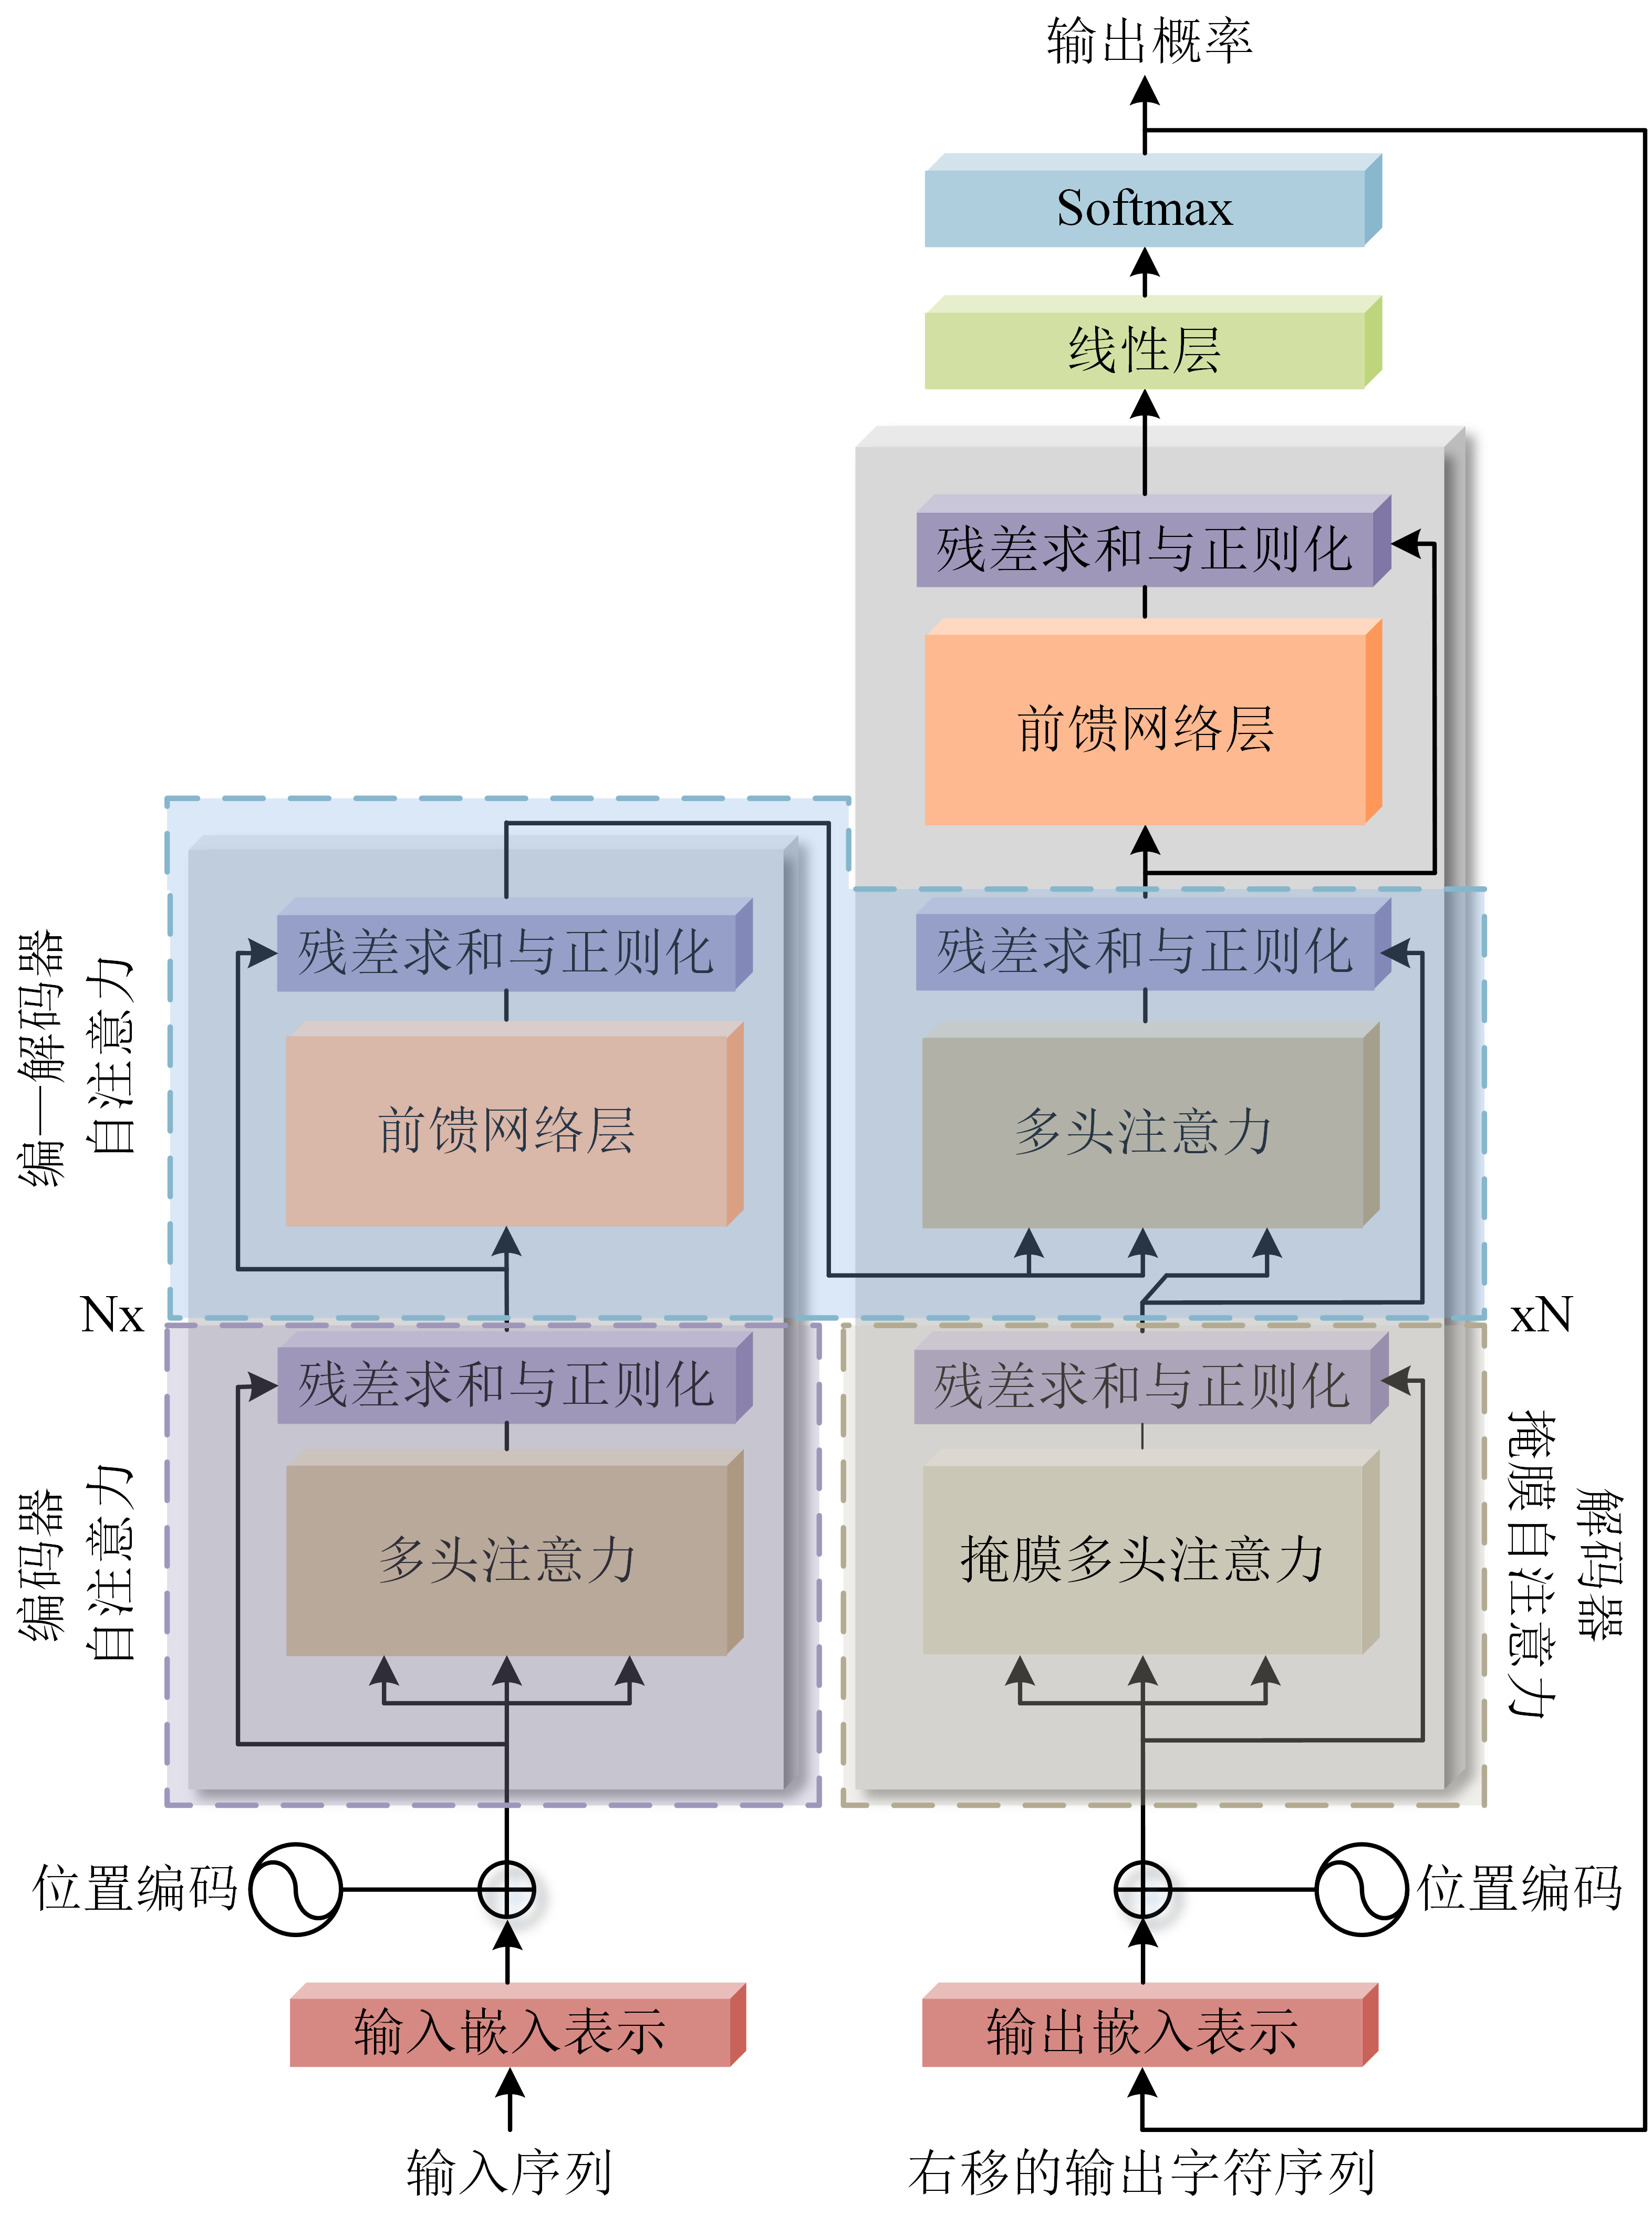 输出概率
Softmax
线性层
残差求和与正则化
前馈网络层
残差求和与正则化
残差求和与正则化
编—解码器
自注意力
前馈网络层
多头注意力
Nx
xN
残差求和与正则化
残差求和与正则化
编码器
自注意力
多头注意力
掩膜多头注意力
解码器
掩膜自注意力
位置编码
位置编码
输入嵌入表示
输出嵌入表示
输入序列
右移的输出字符序列